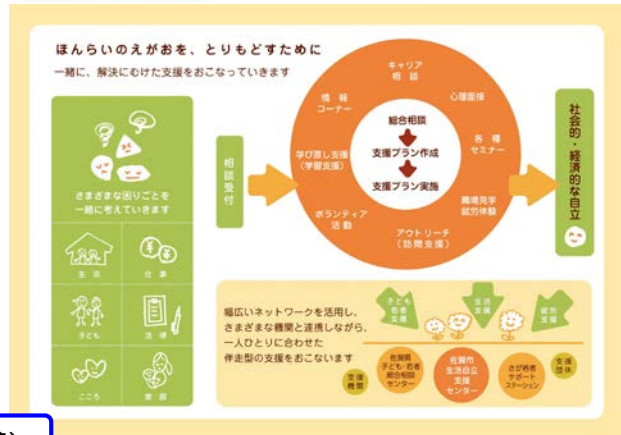 ほんらいのえがおを、とりもどすために
一緒に、解決にむけた支援をおこなっていきます
さまざまな困りごとを
一緒に考えていきます
生活
仕事
子ども
法律
こころ
家庭
相談受付
キャリア
相談
心理面接
各種
セミナー
職場見学
就労体験
アウトリーチ
(訪問支援)
ボランティア
活動
学び直し支援
(学習支援)
情報
コーナー
総合相談
支援プラン作成
支援プラン実施
社会的・経済的な自立
幅広いネットワークを活用し、
さまざまな機関と連携しながら、
一人ひとりに合わせた
伴走型の支援をおこないます
子ども
若者
支援
生活
支援
就労
支援
支援
機関
佐賀県
子ども・若者
総合相談
センター
佐賀市
生活自立
支援
センター
さが若者
サポート
ステーション
支援
団体